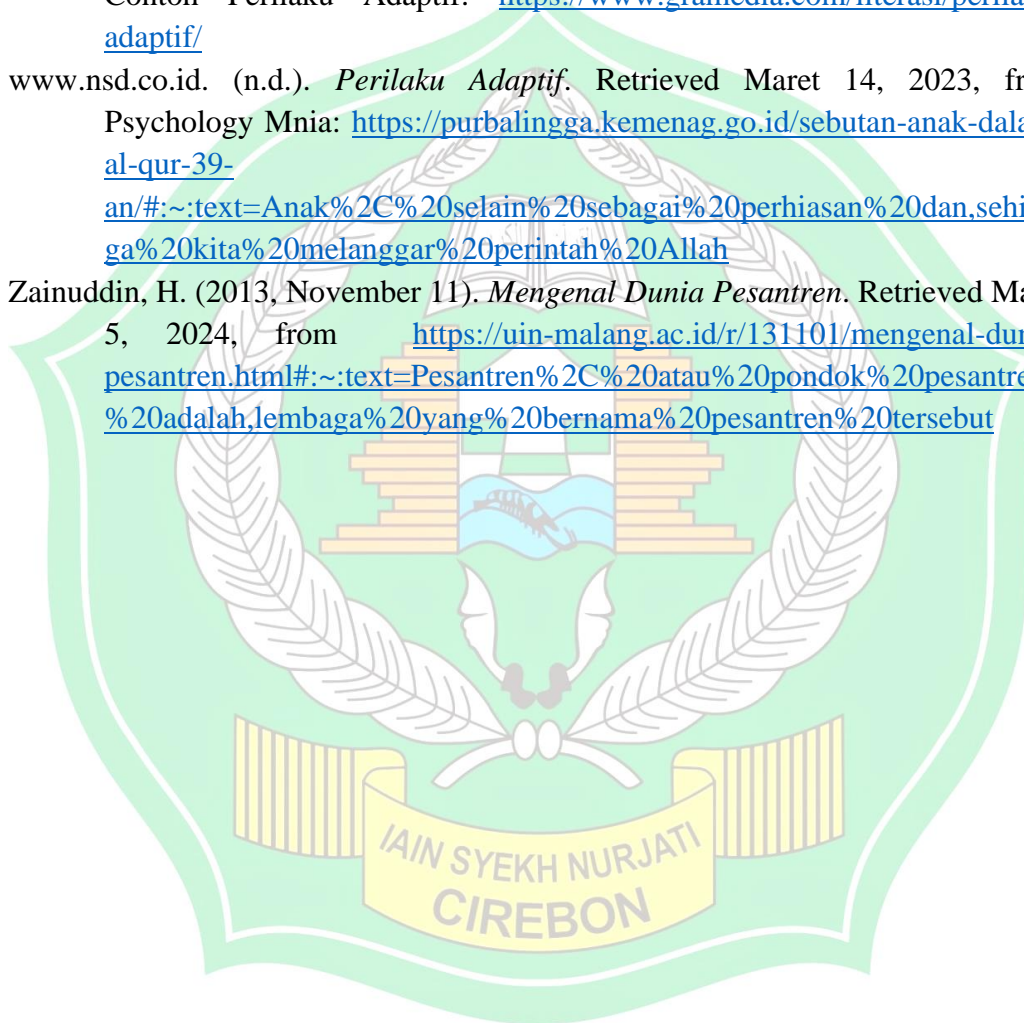 Contoh Perilaku Adaptif: https://www.gramedia.com/literasi/perila
adaptif/
www.nsd.co.id. (n.d.). Perilaku Adaptif. Retrieved Maret 14, 2023, fr
Psychology Mnia: https://purbalingga.kemenag.go.id/sebutan-anak-dala
al-qur-39-
an/#:~:text=Anak%2C%20selain%20sebagai%20perhiasan%20dan,sehi
ga%20kita%20melanggar%20perintah%20Allah
Zainuddin, H. (2013, November 11). Mengenal Dunia Pesantren. Retrieved Ma
5, 2024, from https://uin-malang.ac.id/r/131101/mengenal-dun
pesantren.html#:~:text=Pesantren%2C%20atau%20pondok%20pesantre
%20adalah,lembaga%20yang%20bernama%20pesantren%20tersebut
IAIN SYEKH NURJATI
CIREBON